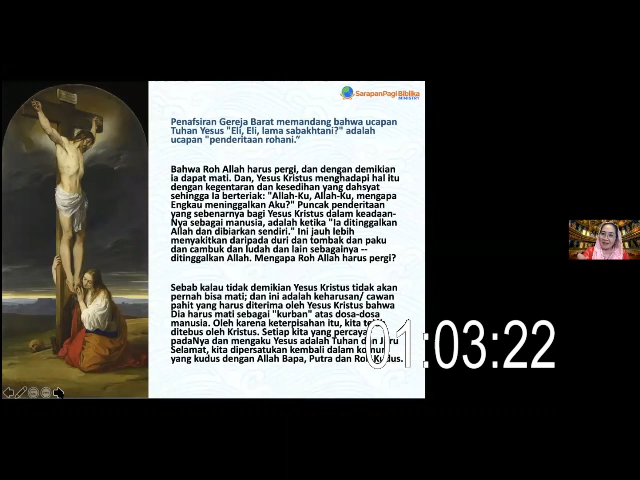 SarapanPagi Biblika
MINISTRY
Penafsiran Gereja Barat memandang bahwa ucapan
Tuhan Yesus "Eli, Eli, lama sabakhtani?" adalah
ucapan "penderitaan rohani."
Bahwa Roh Allah harus pergi, dan dengan demikian
ia dapat mati. Dan, Yesus Kristus menghadapi hal itu
dengan kegentaran dan kesedihan yang dahsyat
sehingga Ia berteriak: "Allah-Ku, Allah-Ku, mengapa
Engkau meninggalkan Aku?" Puncak penderitaan
yang sebenarnya bagi Yesus Kristus dalam keadaan-
Nya sebagai manusia, adalah ketika "Ia ditinggalkan
Allah dan dibiarkan sendiri." Ini jauh lebih
menyakitkan daripada duri dan tombak dan paku
dan cambuk dan ludah dan lain sebagainya --
ditinggalkan Allah. Mengapa Roh Allah harus pergi?
Sebab kalau tidak demikian Yesus Kristus tidak akan
pernah bisa mati; dan ini adalah keharusan/ cawan
pahit yang harus diterima oleh Yesus Kristus bahwa
Dia harus mati sebagai "kurban" atas dosa-dosa
manusia. Oleh karena keterpisahan itu, kita
ditebus oleh Kristus. Setiap kita yang
padaNya dan mengaku Yesus adalah Tuhan dan
Selamat, kita dipersatukan kembali dalam
yang kudus dengan Allah Bapa, Putra dan Roh Kudus.
01:03:22